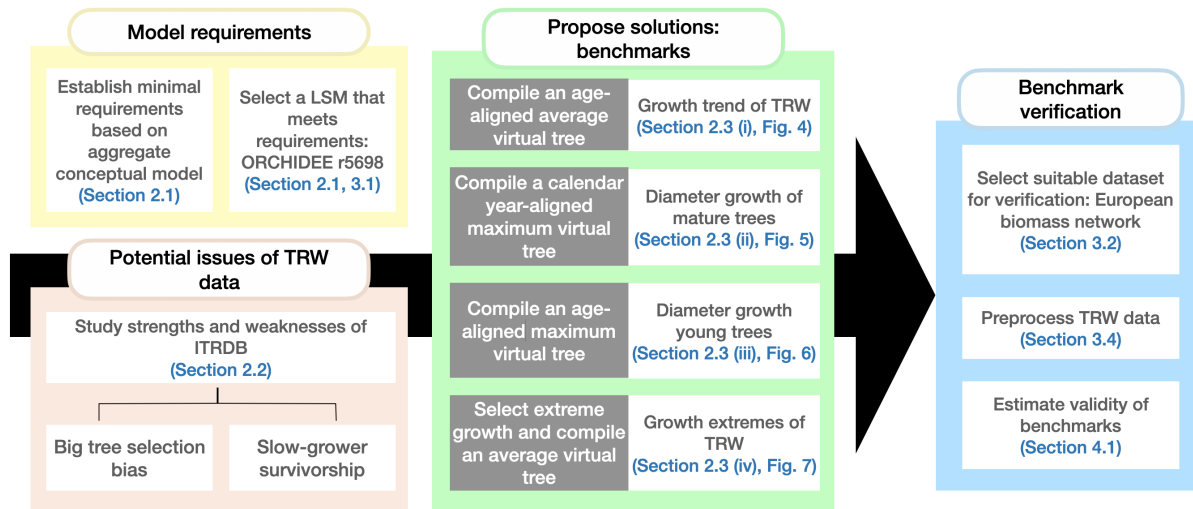 Model requirements
Establish minimal
requirements
based on
aggregate
conceptual model
(Section 2.1)
Select a LSM that
meets
requirements:
ORCHIDEE r5698
(Section 2.1, 3.1)
Potential issues of TRW
data
Study strengths and weaknesses of
ITRDB
(Section 2.2)
Big tree selection
bias
Slow-grower
survivorship
Propose solutions:
benchmarks
Compile an age-
aligned average
virtual tree
Growth trend of TRW
(Section 2.3 (i), Fig. 4)
Compile a calendar
year-aligned
maximum virtual
tree
Diameter growth of
mature trees
(Section 2.3 (ii), Fig. 5)
Compile an age-
aligned maximum
virtual tree
Diameter growth
young trees
(Section 2.3 (iii), Fig. 6)
Select extreme
growth and compile
an average virtual
tree
Growth extremes of
TRW
(Section 2.3 (iv), Fig. 7)
Benchmark
verification
Select suitable dataset
for verification: European
biomass network
(Section 3.2)
Preprocess TRW data
(Section 3.4)
Estimate validity of
benchmarks
(Section 4.1)